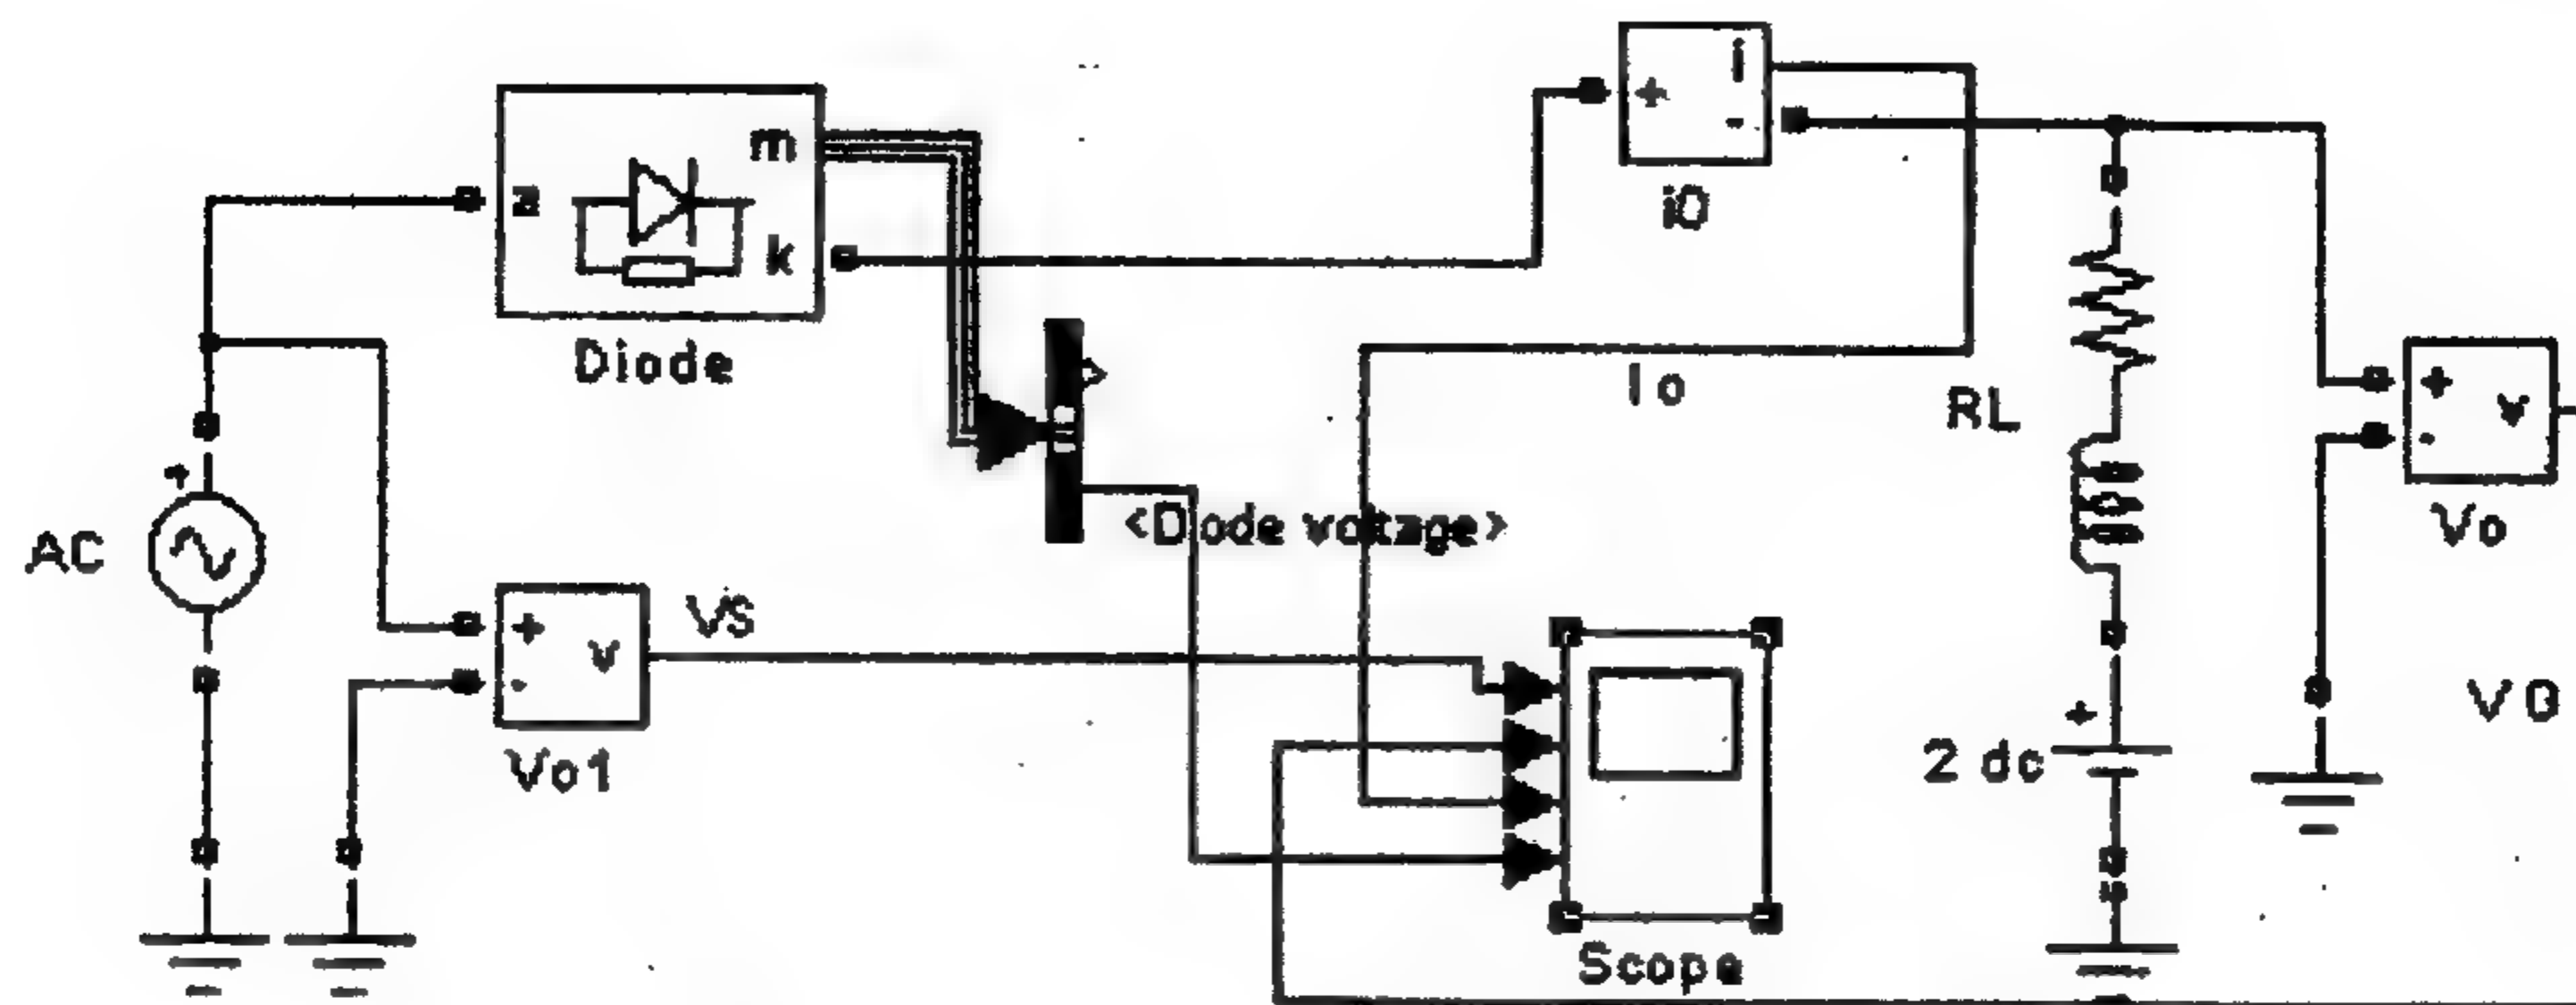 i
+
-
i0
m
a
k
Diode
Io
RL
+
v
-
Vo
<Diode voltage>
+
AC
VS
+
v
-
Vo1
V0
+
2 dc
Scope